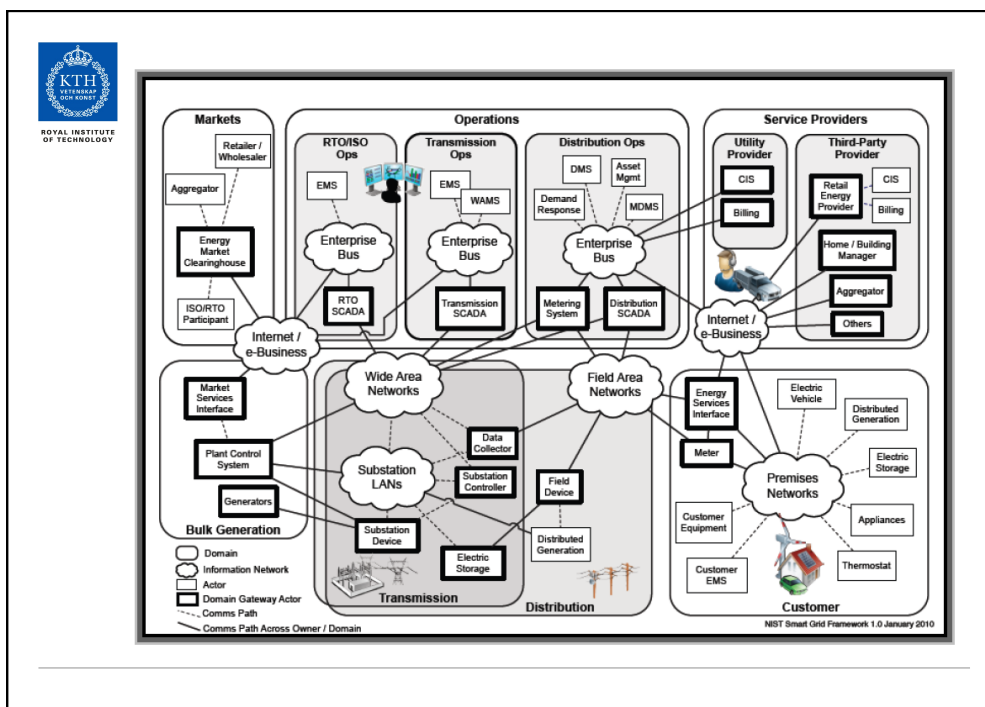 KTH
VETENSKAP
OCH KONST
ROYAL INSTITUTE
OF TECHNOLOGY
Markets
Retailer /
Wholesaler
Aggregator
Energy
Market
Clearinghouse
ISO/RTO
Participant
Internet /
e-Business
Operations
RTO/ISO
Ops
EMS
Enterprise
Bus
RTO
SCADA
Transmission
Ops
EMS
WAMS
Enterprise
Bus
Transmission
SCADA
Distribution Ops
DMS
Asset
Mgmt
Demand
Response
MDMS
Enterprise
Bus
Metering
System
Distribution
SCADA
Service Providers
Utility
Provider
CIS
Billing
Third-Party
Provider
Retail
Energy
Provider
CIS
Billing
Home / Building
Manager
Aggregator
Others
Internet /
e-Business
Market
Services
Interface
Plant Control
System
Generators
Bulk Generation
Wide Area
Networks
Substation
LANs
Data
Collector
Substation
Controller
Substation
Device
Electric
Storage
Transmission
Field Area
Networks
Field
Device
Distributed
Generation
Distribution
Energy
Services
Interface
Meter
Electric
Vehicle
Distributed
Generation
Electric
Storage
Premises
Networks
Customer
Equipment
Appliances
Customer
EMS
Thermostat
Customer
Domain
Information Network
Actor
Domain Gateway Actor
Comms Path
Comms Path Across Owner / Domain
NIST Smart Grid Framework 1.0 January 2010